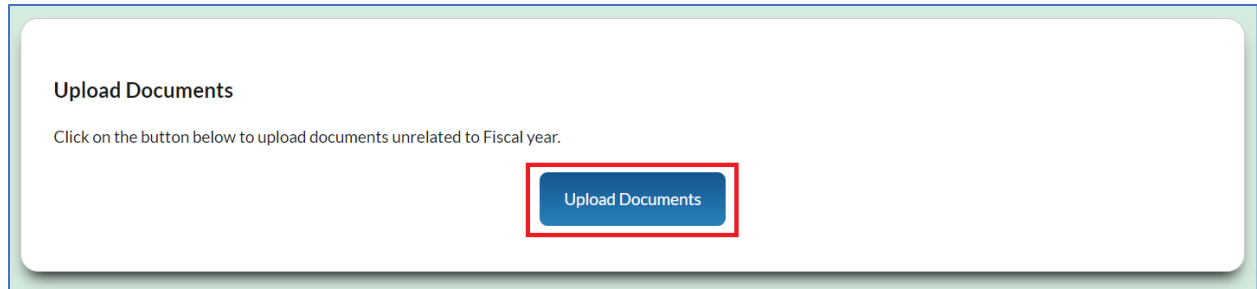 Upload Documents
Click on the button below to upload documents unrelated to Fiscal year.
Upload Documents